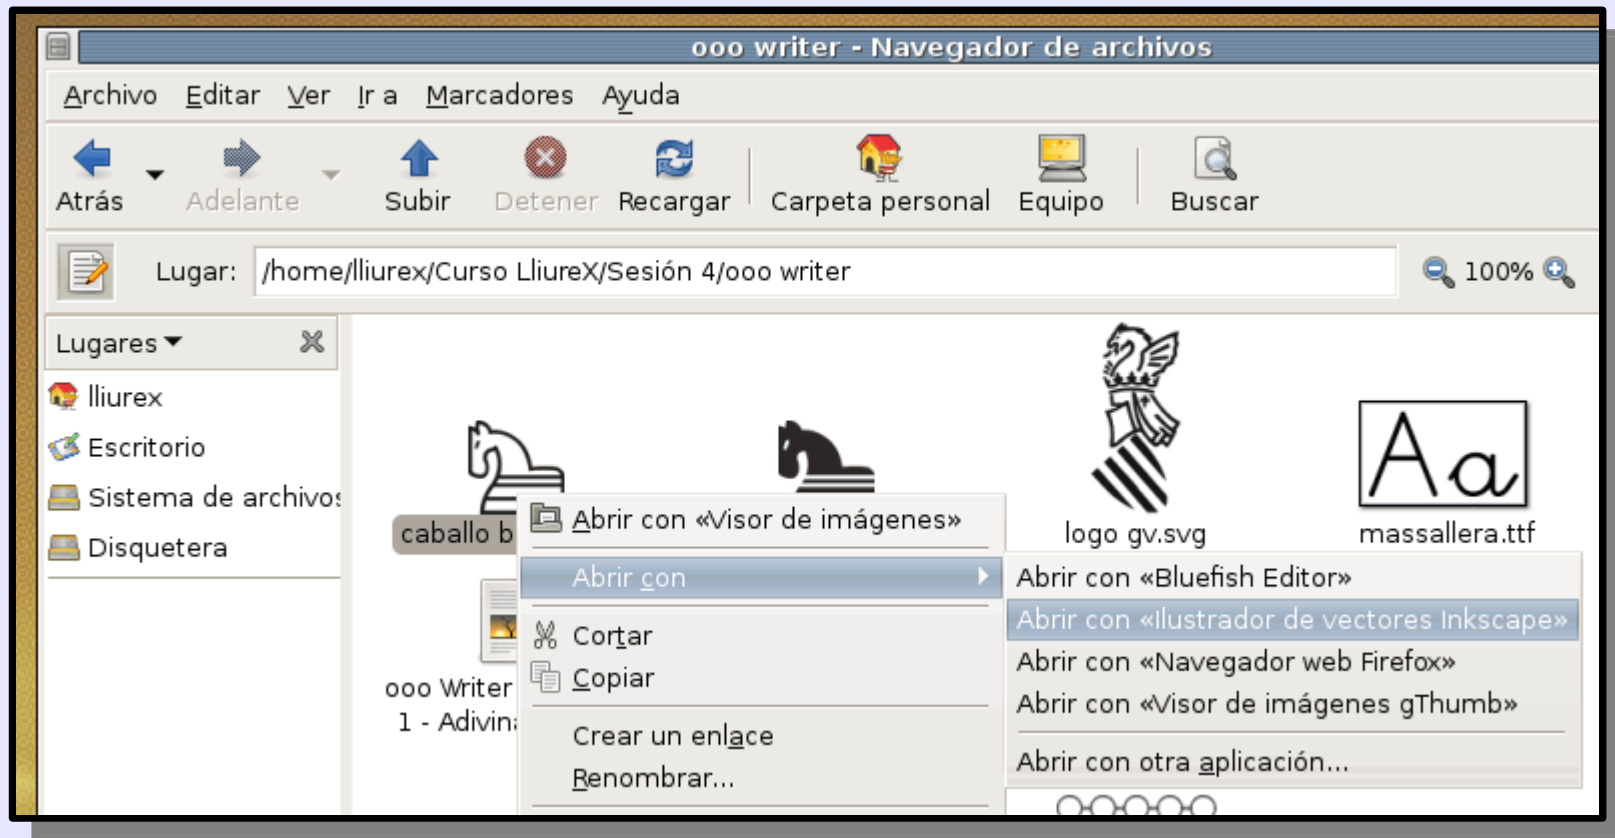 ooo writer - Navegador de archivos
Archivo Editar Ver Ir a Marcadores Ayuda
Atrás Adelante Subir Detener Recargar Carpeta personal Equipo Buscar
Lugar: /home/lliurex/Curso LliureX/Sesión 4/ooo writer 100%
Lugares
lliurex
Escritorio
Sistema de archivos
Disquetera
caballo b
logo gv.svg
Aa
massallera.ttf
ooo Writer
1 - Adivina
Abrir con «Visor de imágenes»
Abrir con
Cortar
Copiar
Crear un enlace
Renombrar...
Abrir con «Bluefish Editor»
Abrir con «Ilustrador de vectores Inkscape»
Abrir con «Navegador web Firefox»
Abrir con «Visor de imágenes gThumb»
Abrir con otra aplicación...